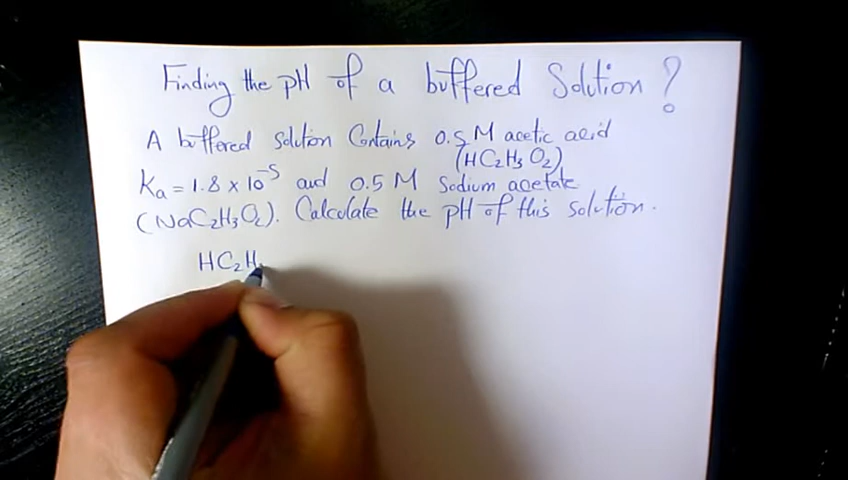 Finding the pH of a buffered Solution?
A buffered solution Contains 0.5 M acetic acid
(HC₂H₃O₂)
Ka = 1.8 × 10⁻⁵ and 0.5 M Sodium acetate
(NaC₂H₃O₂). Calculate the pH of this solution.
HC₂H